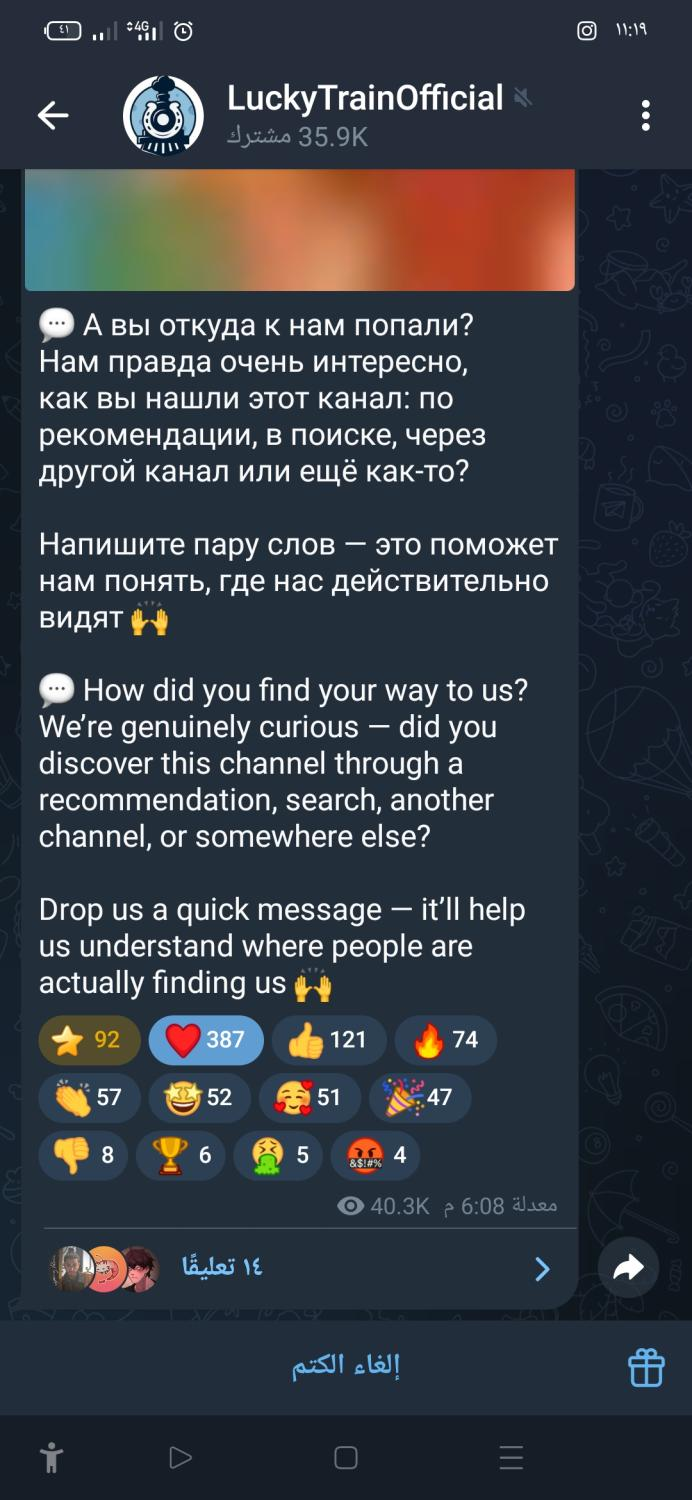 ٤١
4G
١١:١٩
LuckyTrainOfficial
35.9K مشترك
💬 А вы откуда к нам попали?
Нам правда очень интересно,
как вы нашли этот канал: по
рекомендации, в поиске, через
другой канал или ещё как-то?
Напишите пару слов — это поможет
нам понять, где нас действительно
видят 🙌
💬 How did you find your way to us?
We’re genuinely curious — did you
discover this channel through a
recommendation, search, another
channel, or somewhere else?
Drop us a quick message — it’ll help
us understand where people are
actually finding us 🙌
⭐ 92 ❤️ 387 👍 121 🔥 74
👏 57 🤩 52 🥰 51 🎉 47
👎 8 🏆 6 🤮 5 🤬 4
40.3K معدلة 6:08 م
١٤ تعليقًا
إلغاء الكتم